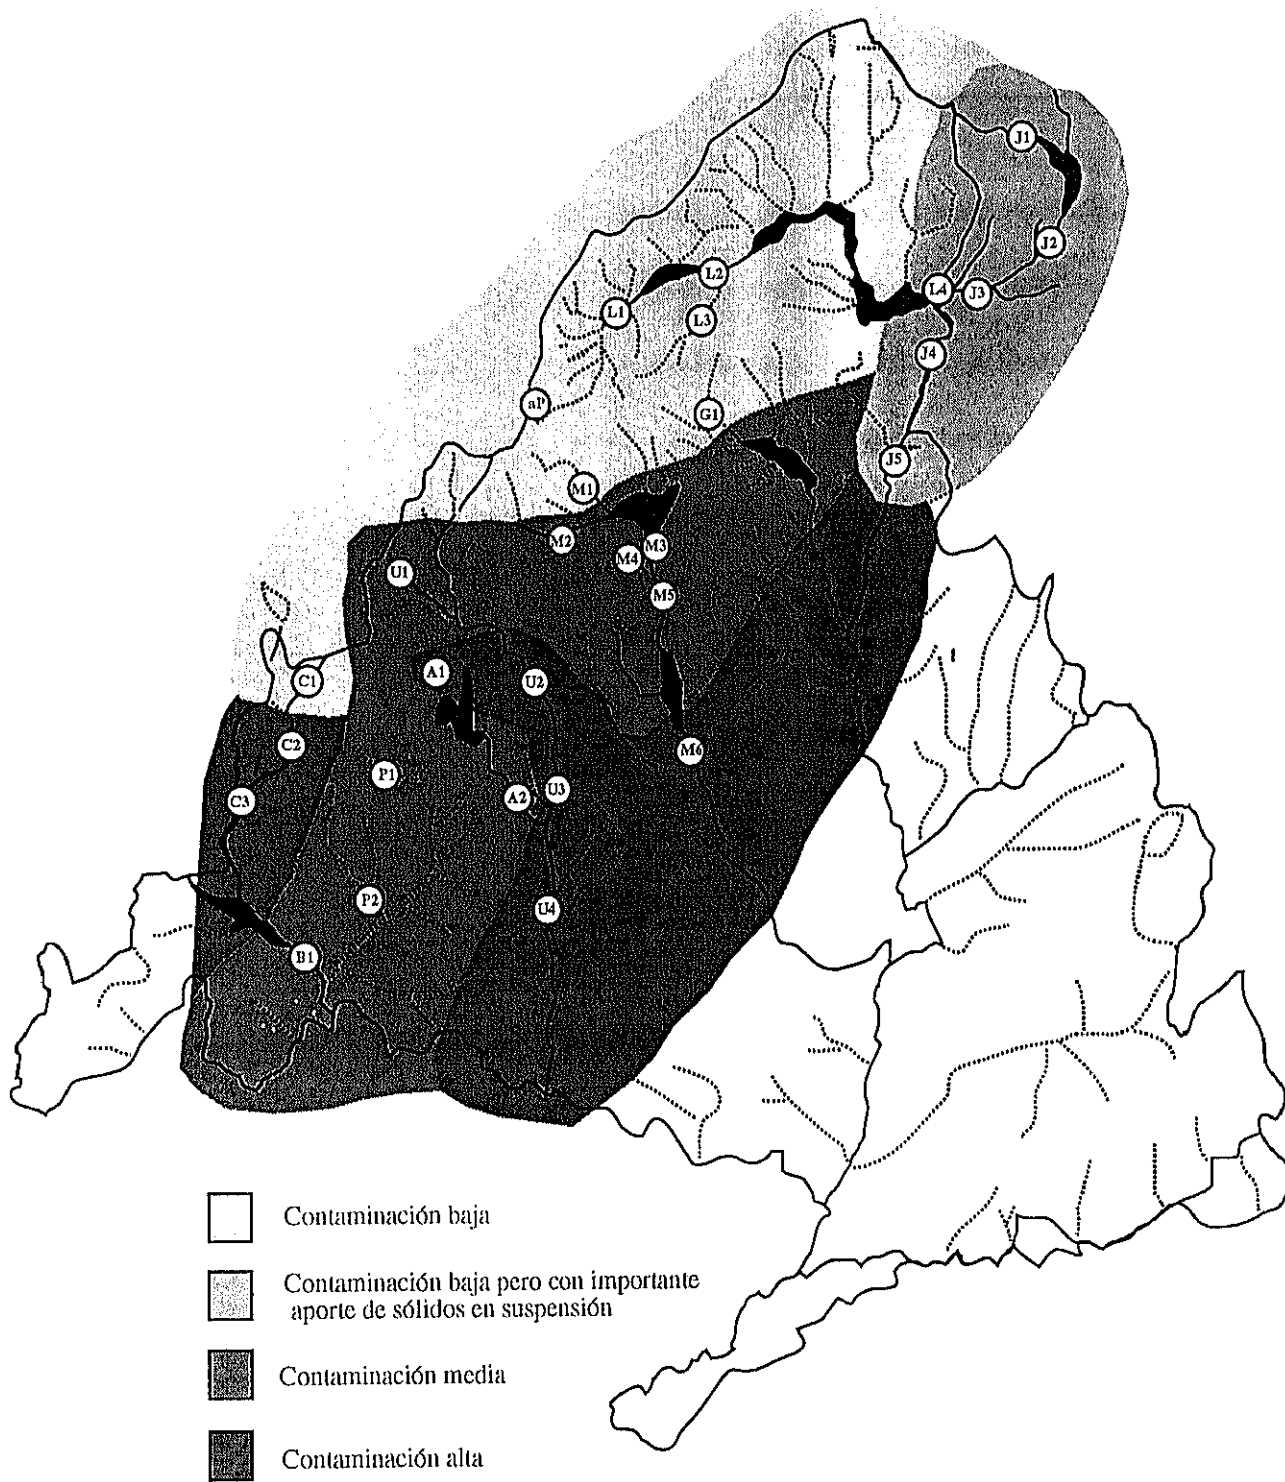 J1
J2
L2
L4
J3
L1
L3
J4
aP
G1
J5
M1
M2
M3
M4
U1
M5
A1
U2
C1
C2
M6
P1
U3
A2
C3
P2
U4
B1
Contaminación baja
Contaminación baja pero con importante
aporte de sólidos en suspensión
Contaminación media
Contaminación alta